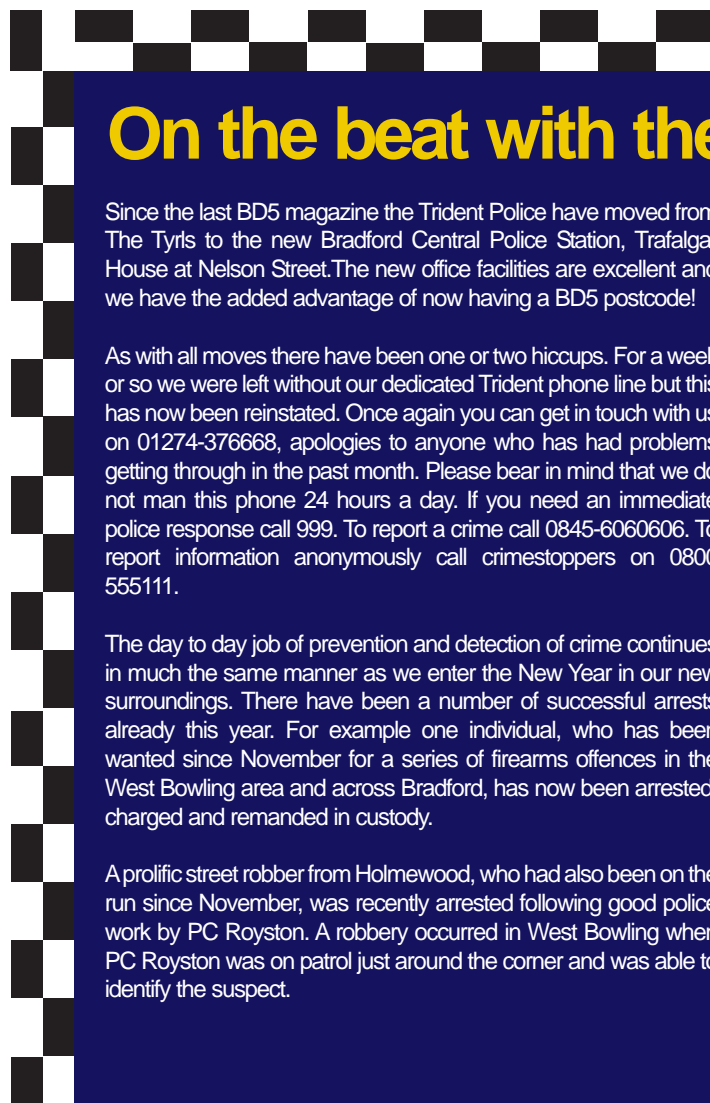 On the beat with the
Since the last BD5 magazine the Trident Police have moved from
The Tyrls to the new Bradford Central Police Station, Trafalga
House at Nelson Street.The new office facilities are excellent and
we have the added advantage of now having a BD5 postcode!
As with all moves there have been one or two hiccups. For a week
or so we were left without our dedicated Trident phone line but this
has now been reinstated. Once again you can get in touch with us
on 01274-376668, apologies to anyone who has had problems
getting through in the past month. Please bear in mind that we do
not man this phone 24 hours a day. If you need an immediate
police response call 999. To report a crime call 0845-6060606. To
report information anonymously call crimestoppers on 0800
555111.
The day to day job of prevention and detection of crime continues
in much the same manner as we enter the New Year in our new
surroundings. There have been a number of successful arrests
already this year. For example one individual, who has been
wanted since November for a series of firearms offences in the
West Bowling area and across Bradford, has now been arrested
charged and remanded in custody.
A prolific street robber from Holmewood, who had also been on the
run since November, was recently arrested following good police
work by PC Royston. A robbery occurred in West Bowling when
PC Royston was on patrol just around the corner and was able to
identify the suspect.